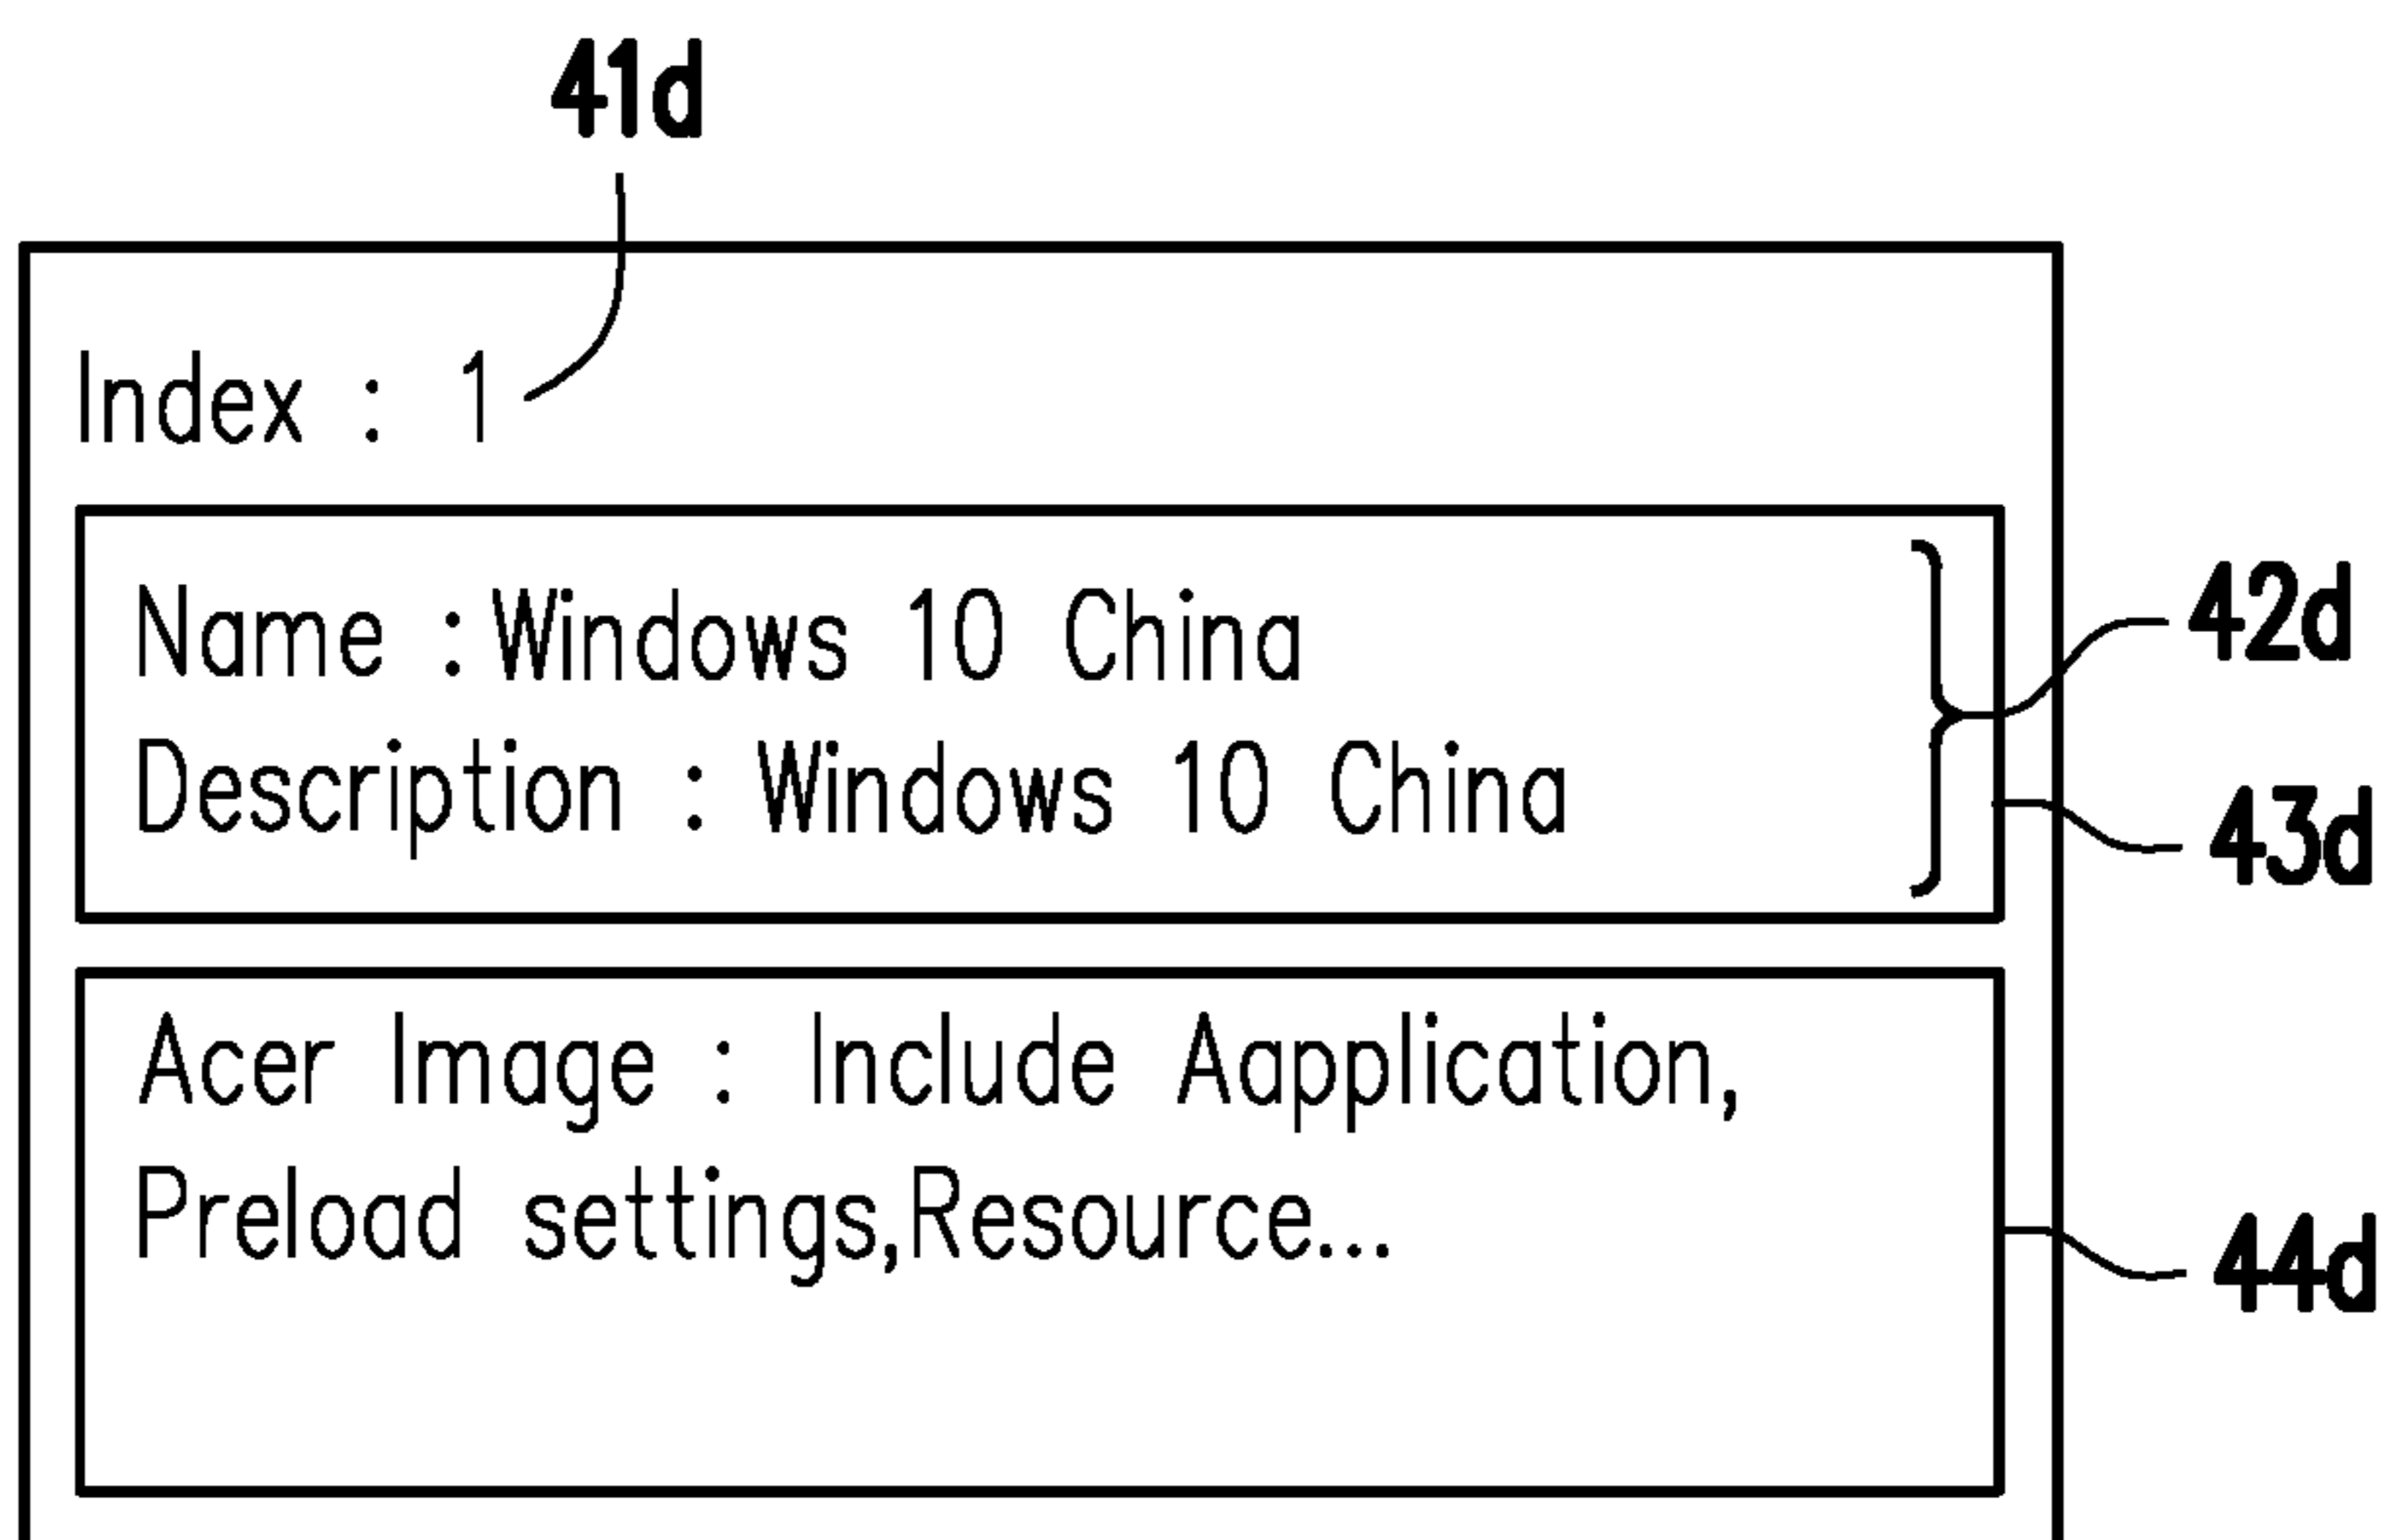 41d
Index : 1
Name : Windows 10 China
Description : Windows 10 China
42d
43d
Acer Image : Include Aapplication,
Preload settings,Resource...
44d